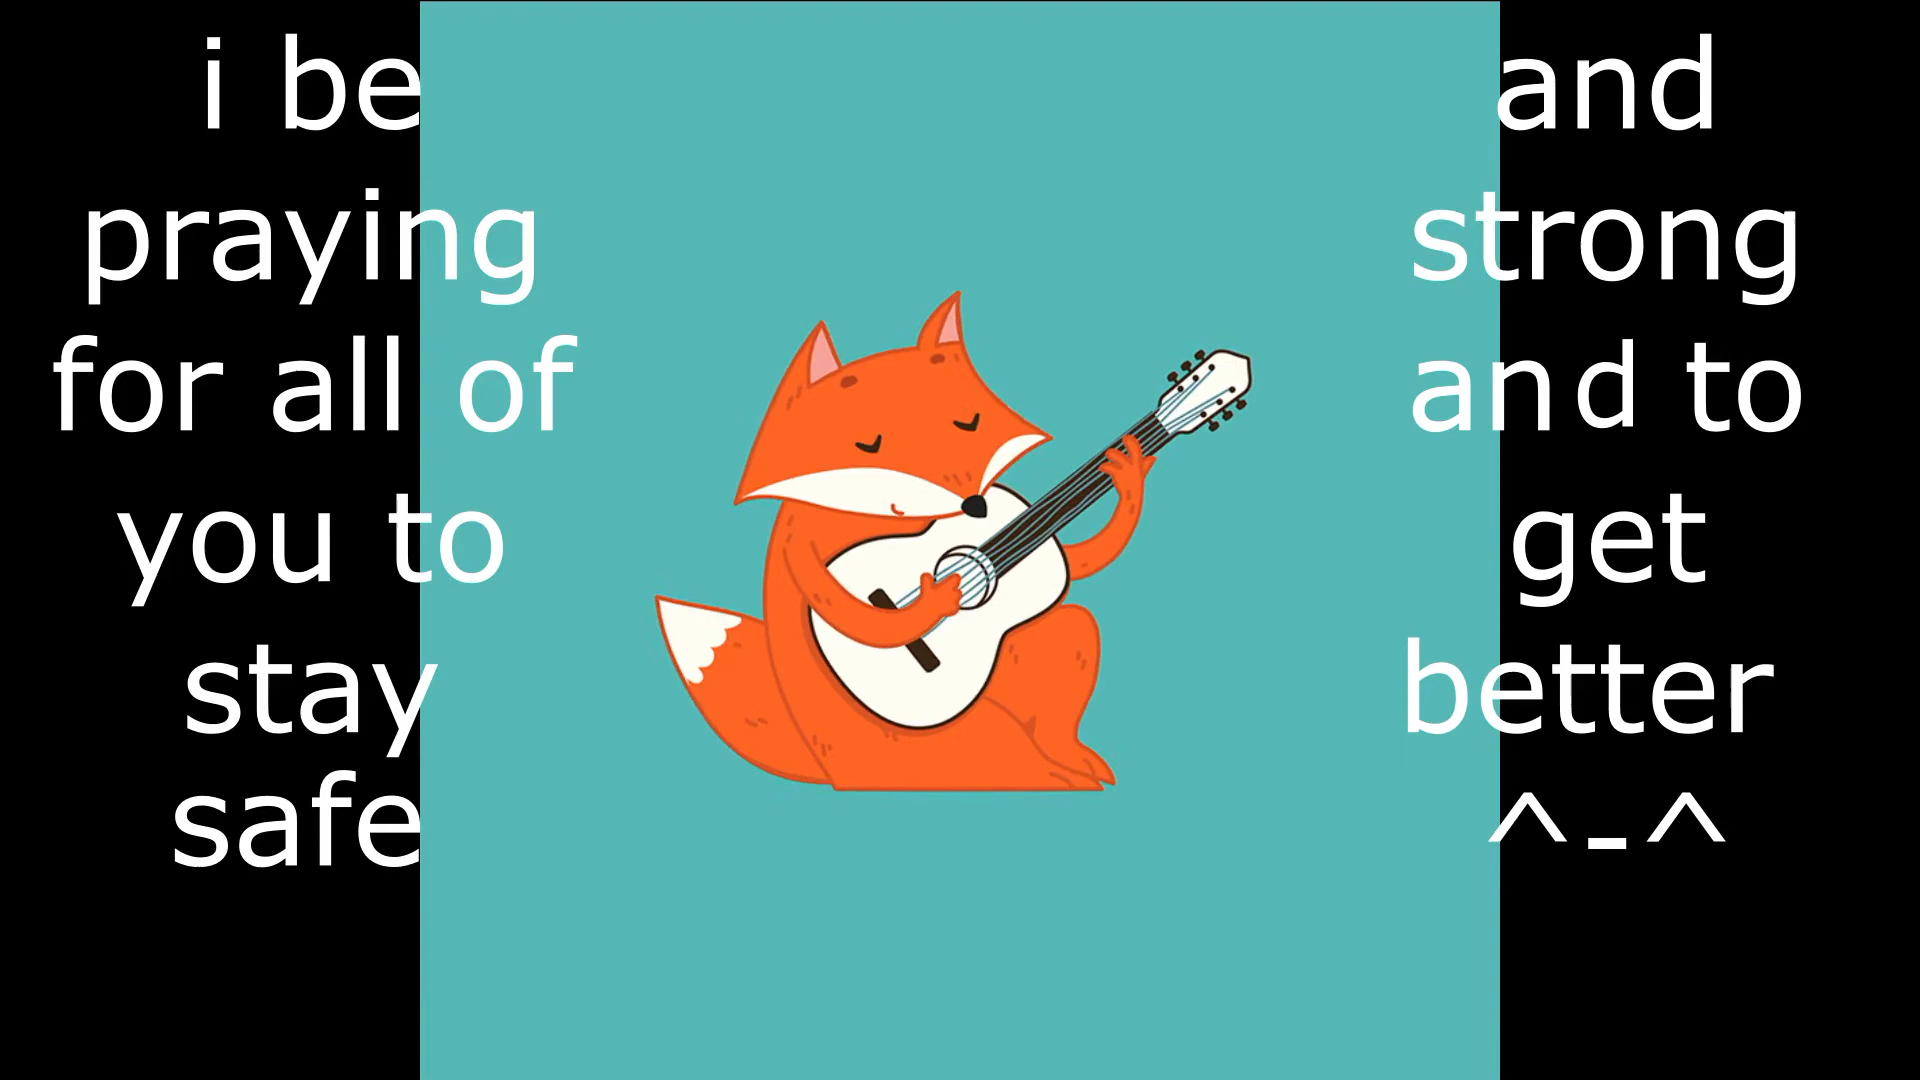 i be
praying
for all of
you to
stay
safe
and
strong
and to
get
better
^-^